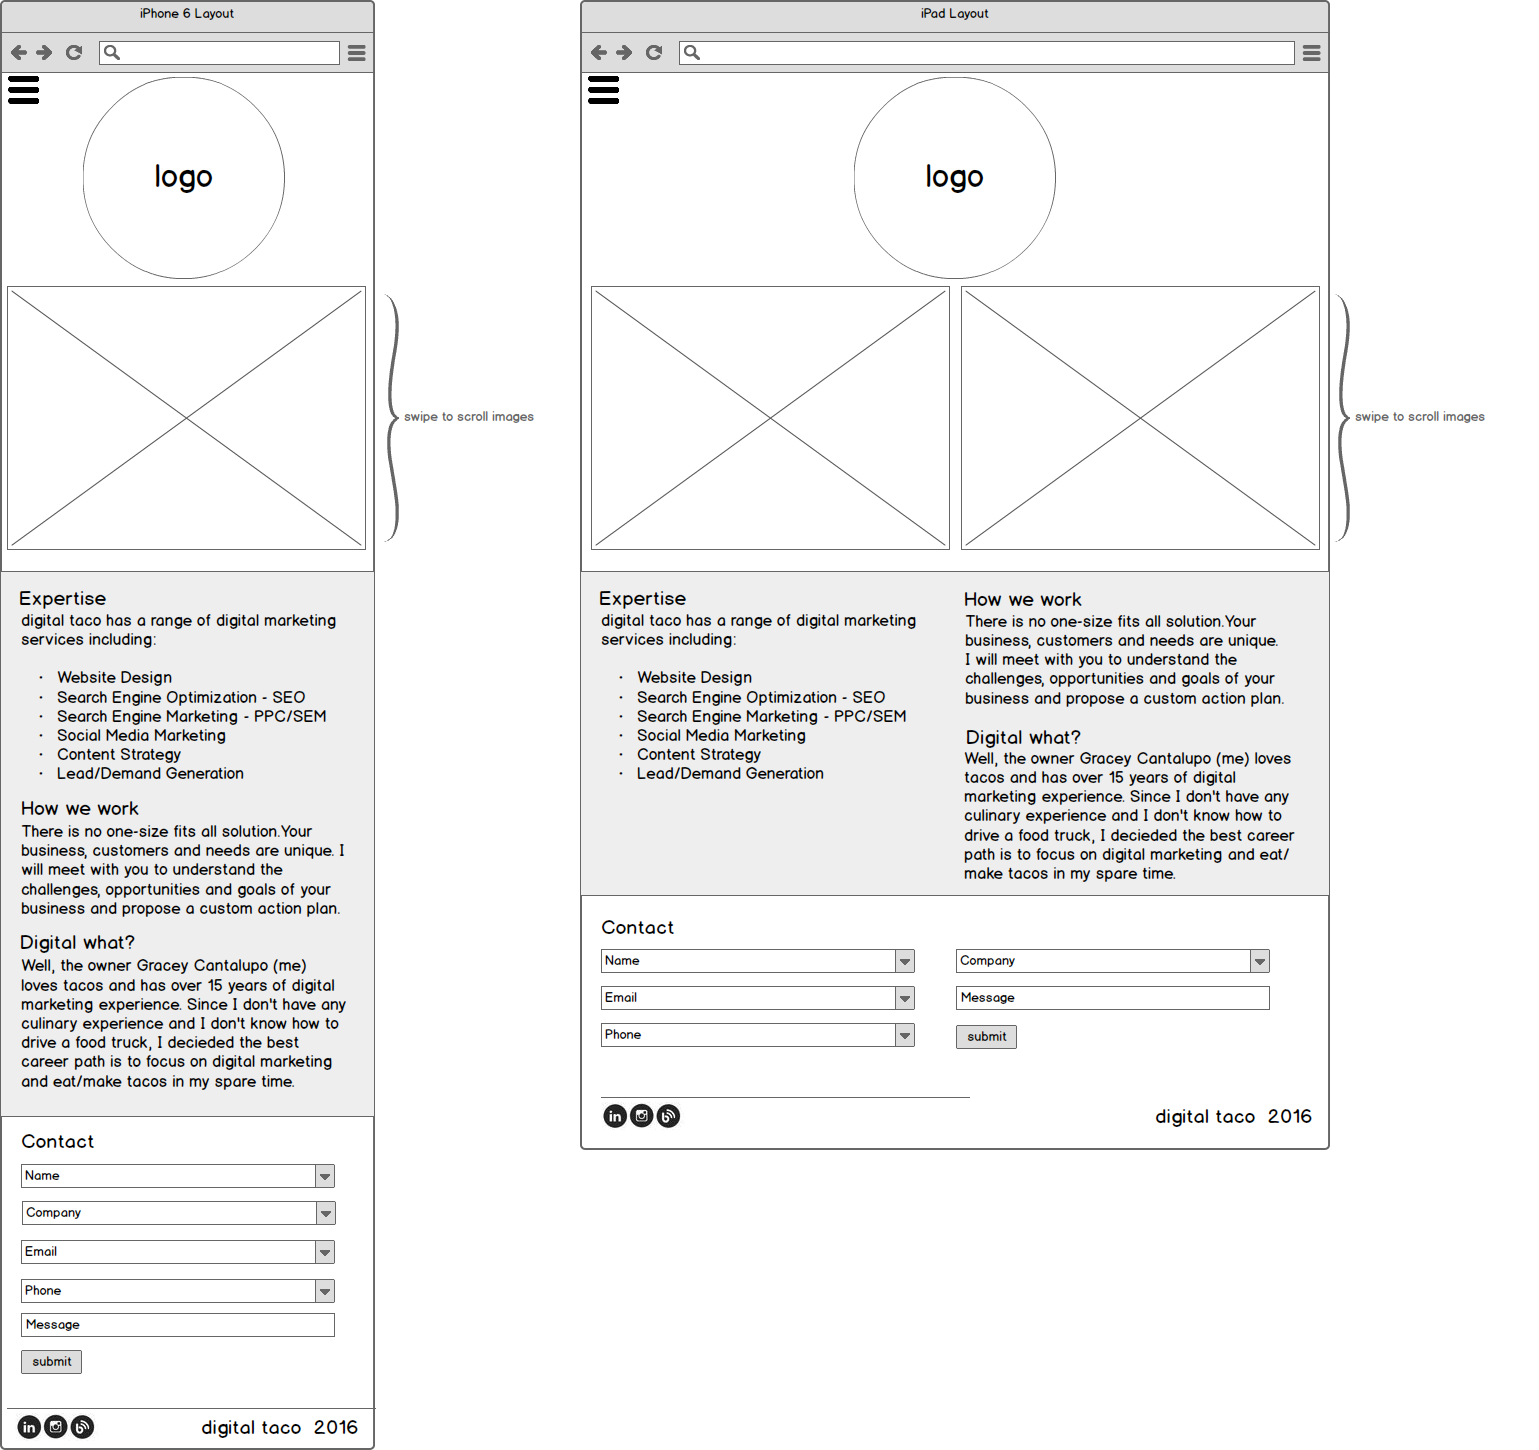 iPhone 6 Layout
logo
swipe to scroll images
Expertise
digital taco has a range of digital marketing
services including:
· Website Design
· Search Engine Optimization - SEO
· Search Engine Marketing - PPC/SEM
· Social Media Marketing
· Content Strategy
· Lead/Demand Generation
How we work
There is no one-size fits all solution.Your
business, customers and needs are unique. I
will meet with you to understand the
challenges, opportunities and goals of your
business and propose a custom action plan.
Digital what?
Well, the owner Gracey Cantalupo (me)
loves tacos and has over 15 years of digital
marketing experience. Since I don't have any
culinary experience and I don't know how to
drive a food truck, I decieded the best
career path is to focus on digital marketing
and eat/make tacos in my spare time.
Contact
Name
Company
Email
Phone
Message
submit
in
digital taco 2016
iPad Layout
logo
swipe to scroll images
Expertise
digital taco has a range of digital marketing
services including:
· Website Design
· Search Engine Optimization - SEO
· Search Engine Marketing - PPC/SEM
· Social Media Marketing
· Content Strategy
· Lead/Demand Generation
How we work
There is no one-size fits all solution.Your
business, customers and needs are unique.
I will meet with you to understand the
challenges, opportunities and goals of your
business and propose a custom action plan.
Digital what?
Well, the owner Gracey Cantalupo (me) loves
tacos and has over 15 years of digital
marketing experience. Since I don't have any
culinary experience and I don't know how to
drive a food truck, I decieded the best career
path is to focus on digital marketing and eat/
make tacos in my spare time.
Contact
Name
Company
Email
Message
Phone
submit
in
digital taco 2016